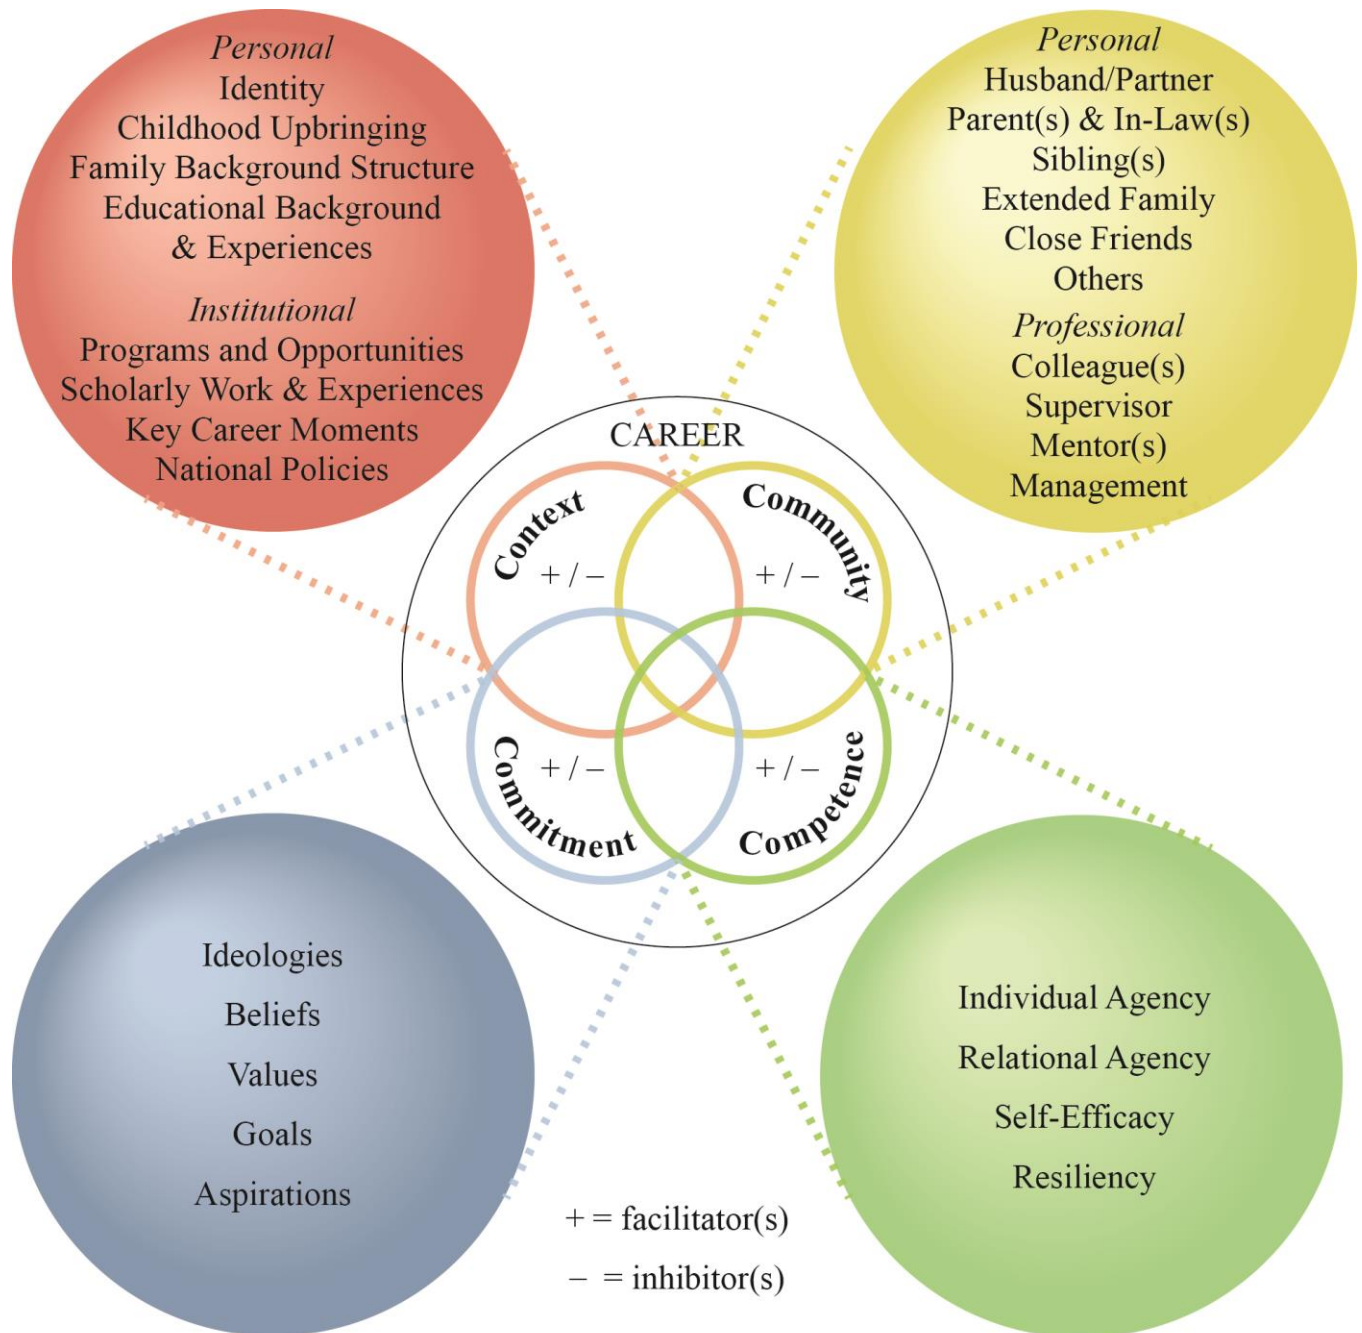 Personal
Identity
Childhood Upbringing
Family Background Structure
Educational Background
& Experiences
Institutional
Programs and Opportunities
Scholarly Work & Experiences
Key Career Moments
National Policies
Personal
Husband/Partner
Parent(s) & In-Law(s)
Sibling(s)
Extended Family
Close Friends
Others
Professional
Colleague(s)
Supervisor
Mentor(s)
Management
CAREER
Context
+ / –
Community
+ / –
Commitment
+ / –
Competence
+ / –
Ideologies
Beliefs
Values
Goals
Aspirations
Individual Agency
Relational Agency
Self-Efficacy
Resiliency
+ = facilitator(s)
– = inhibitor(s)